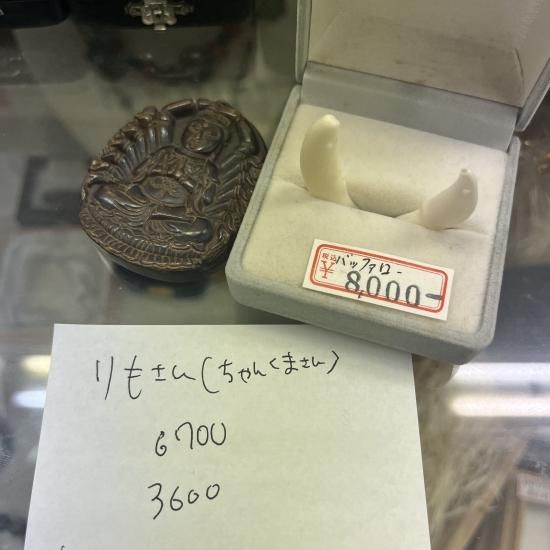 税込 バッファロー
¥ 8,000-
りもさん(ちゃんくまさん)
6700
3600